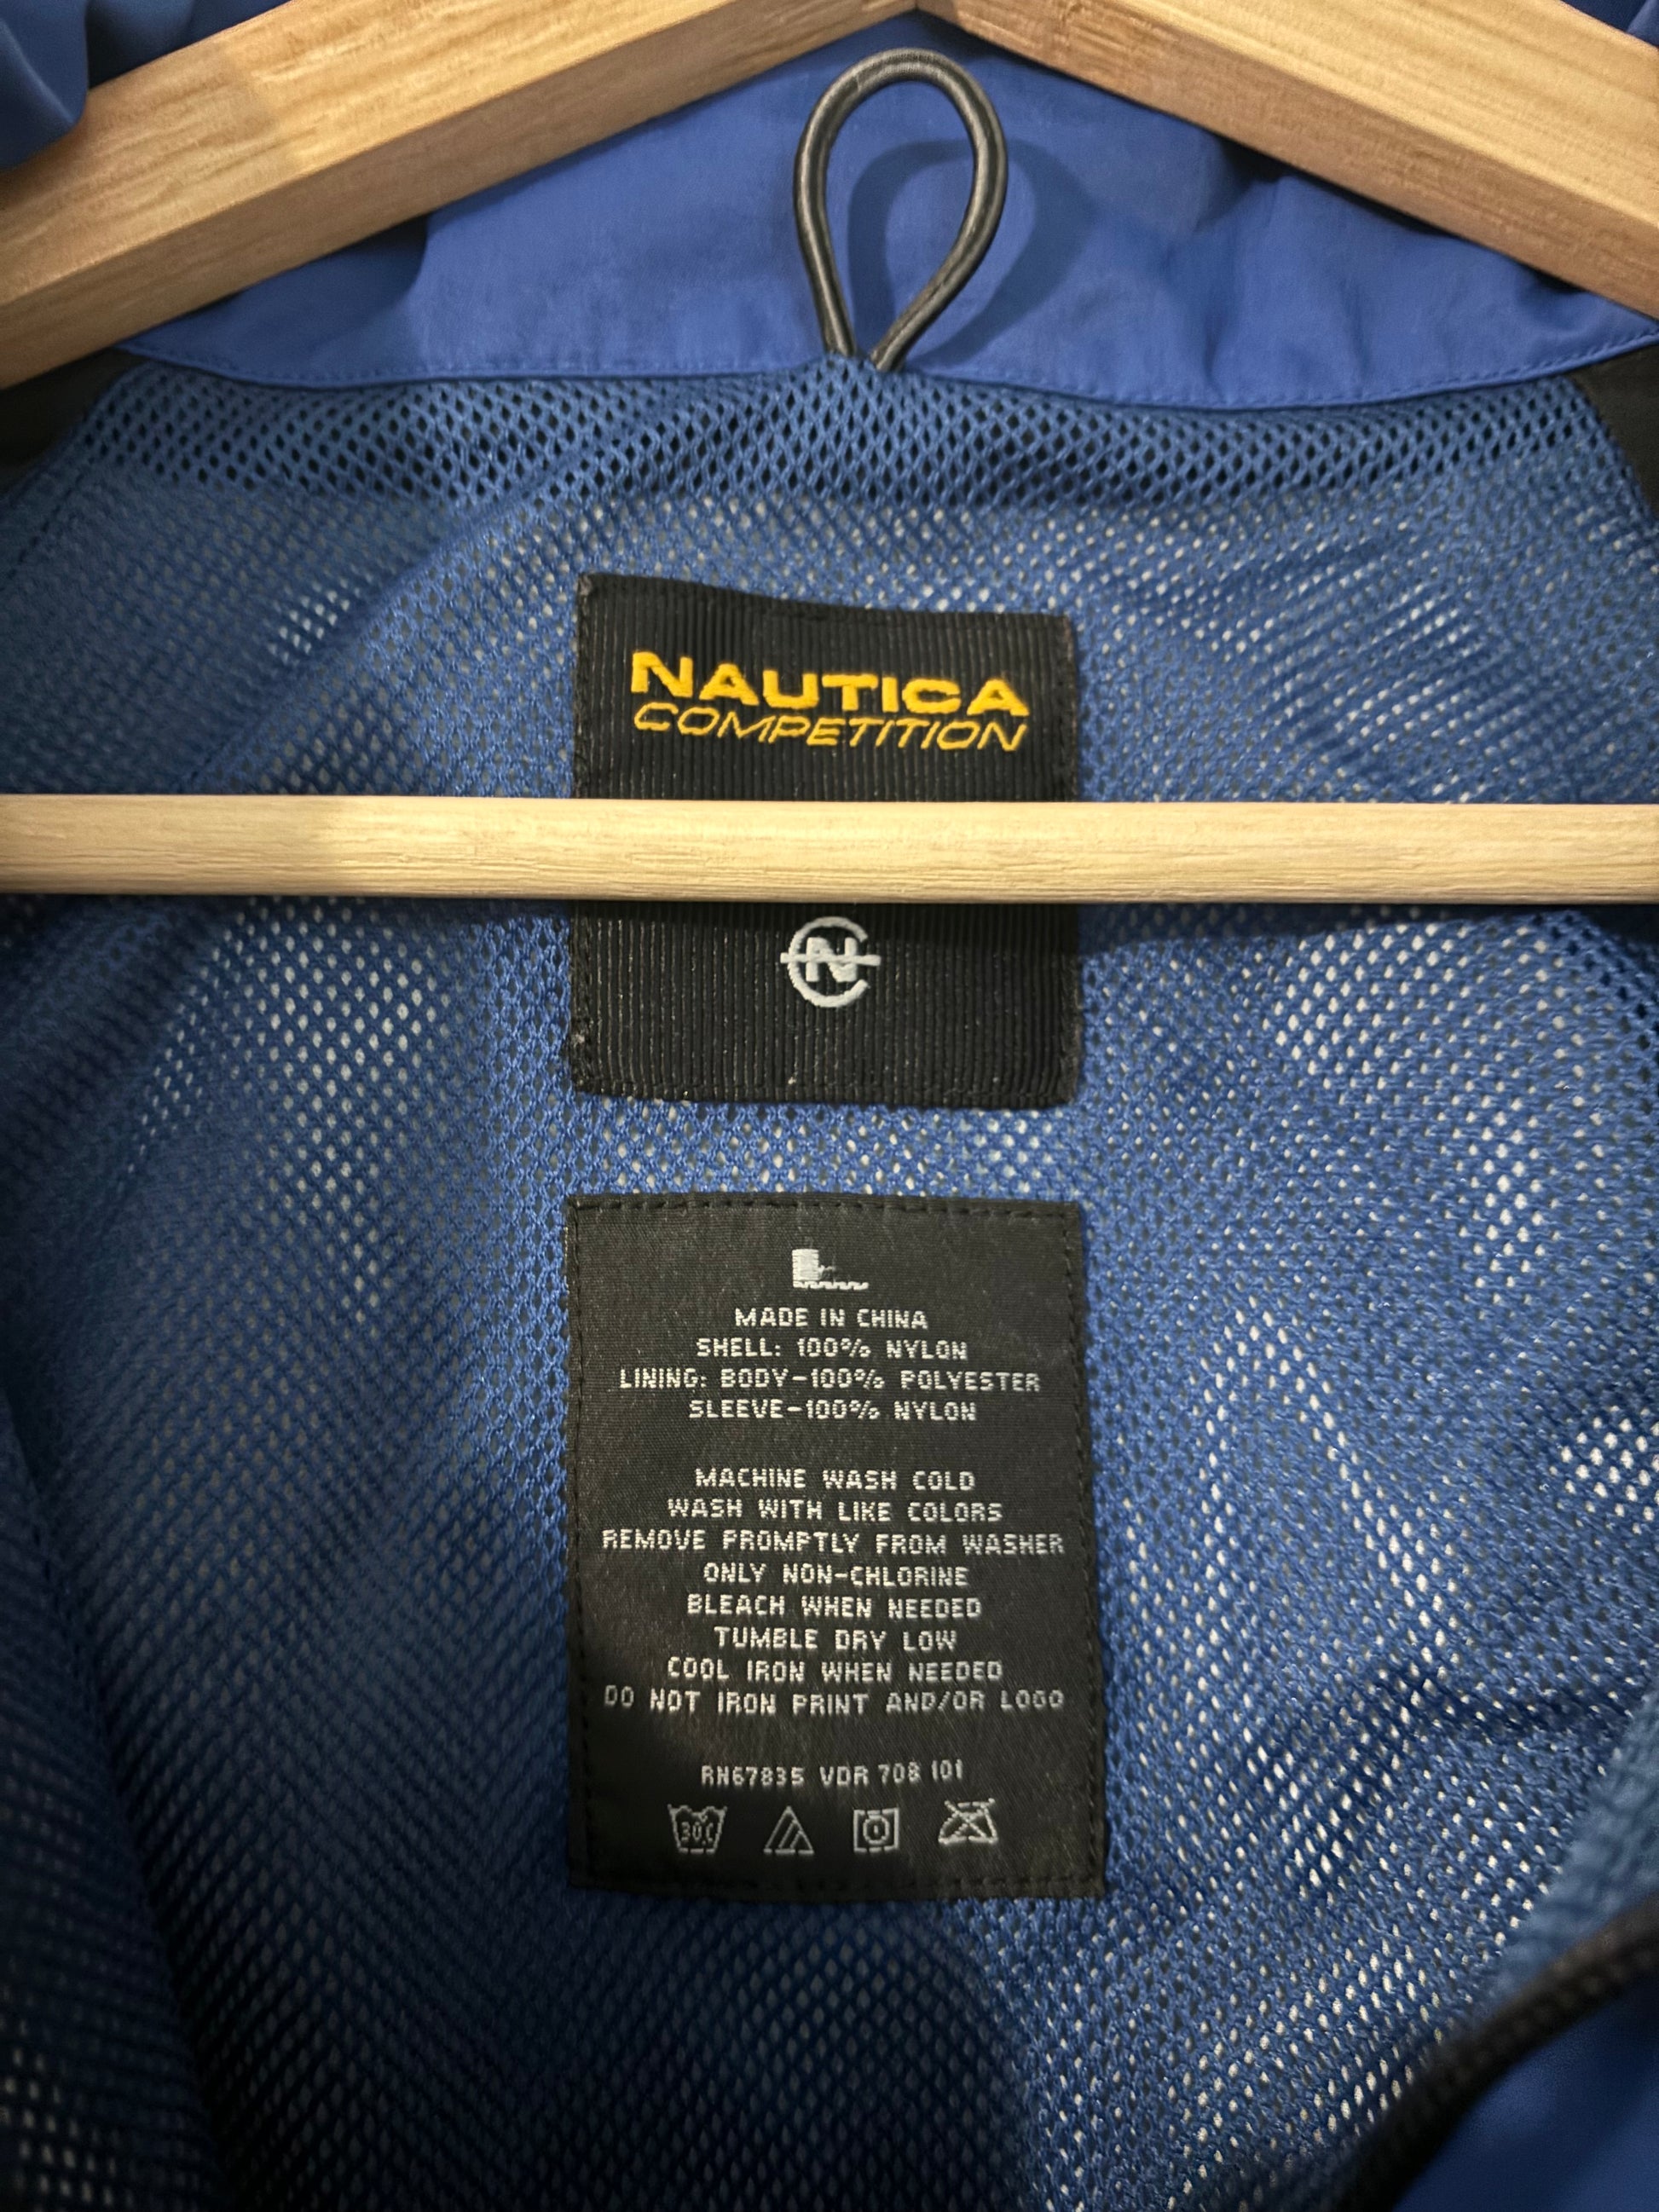 NAUTICA
COMPETITION
N
L
MADE IN CHINA
SHELL: 100% NYLON
LINING: BODY-100% POLYESTER
SLEEVE-100% NYLON
MACHINE WASH COLD
WASH WITH LIKE COLORS
REMOVE PROMPTLY FROM WASHER
ONLY NON-CHLORINE
BLEACH WHEN NEEDED
TUMBLE DRY LOW
COOL IRON WHEN NEEDED
DO NOT IRON PRINT AND/OR LOGO
RN67835 VDR 708 101
30C